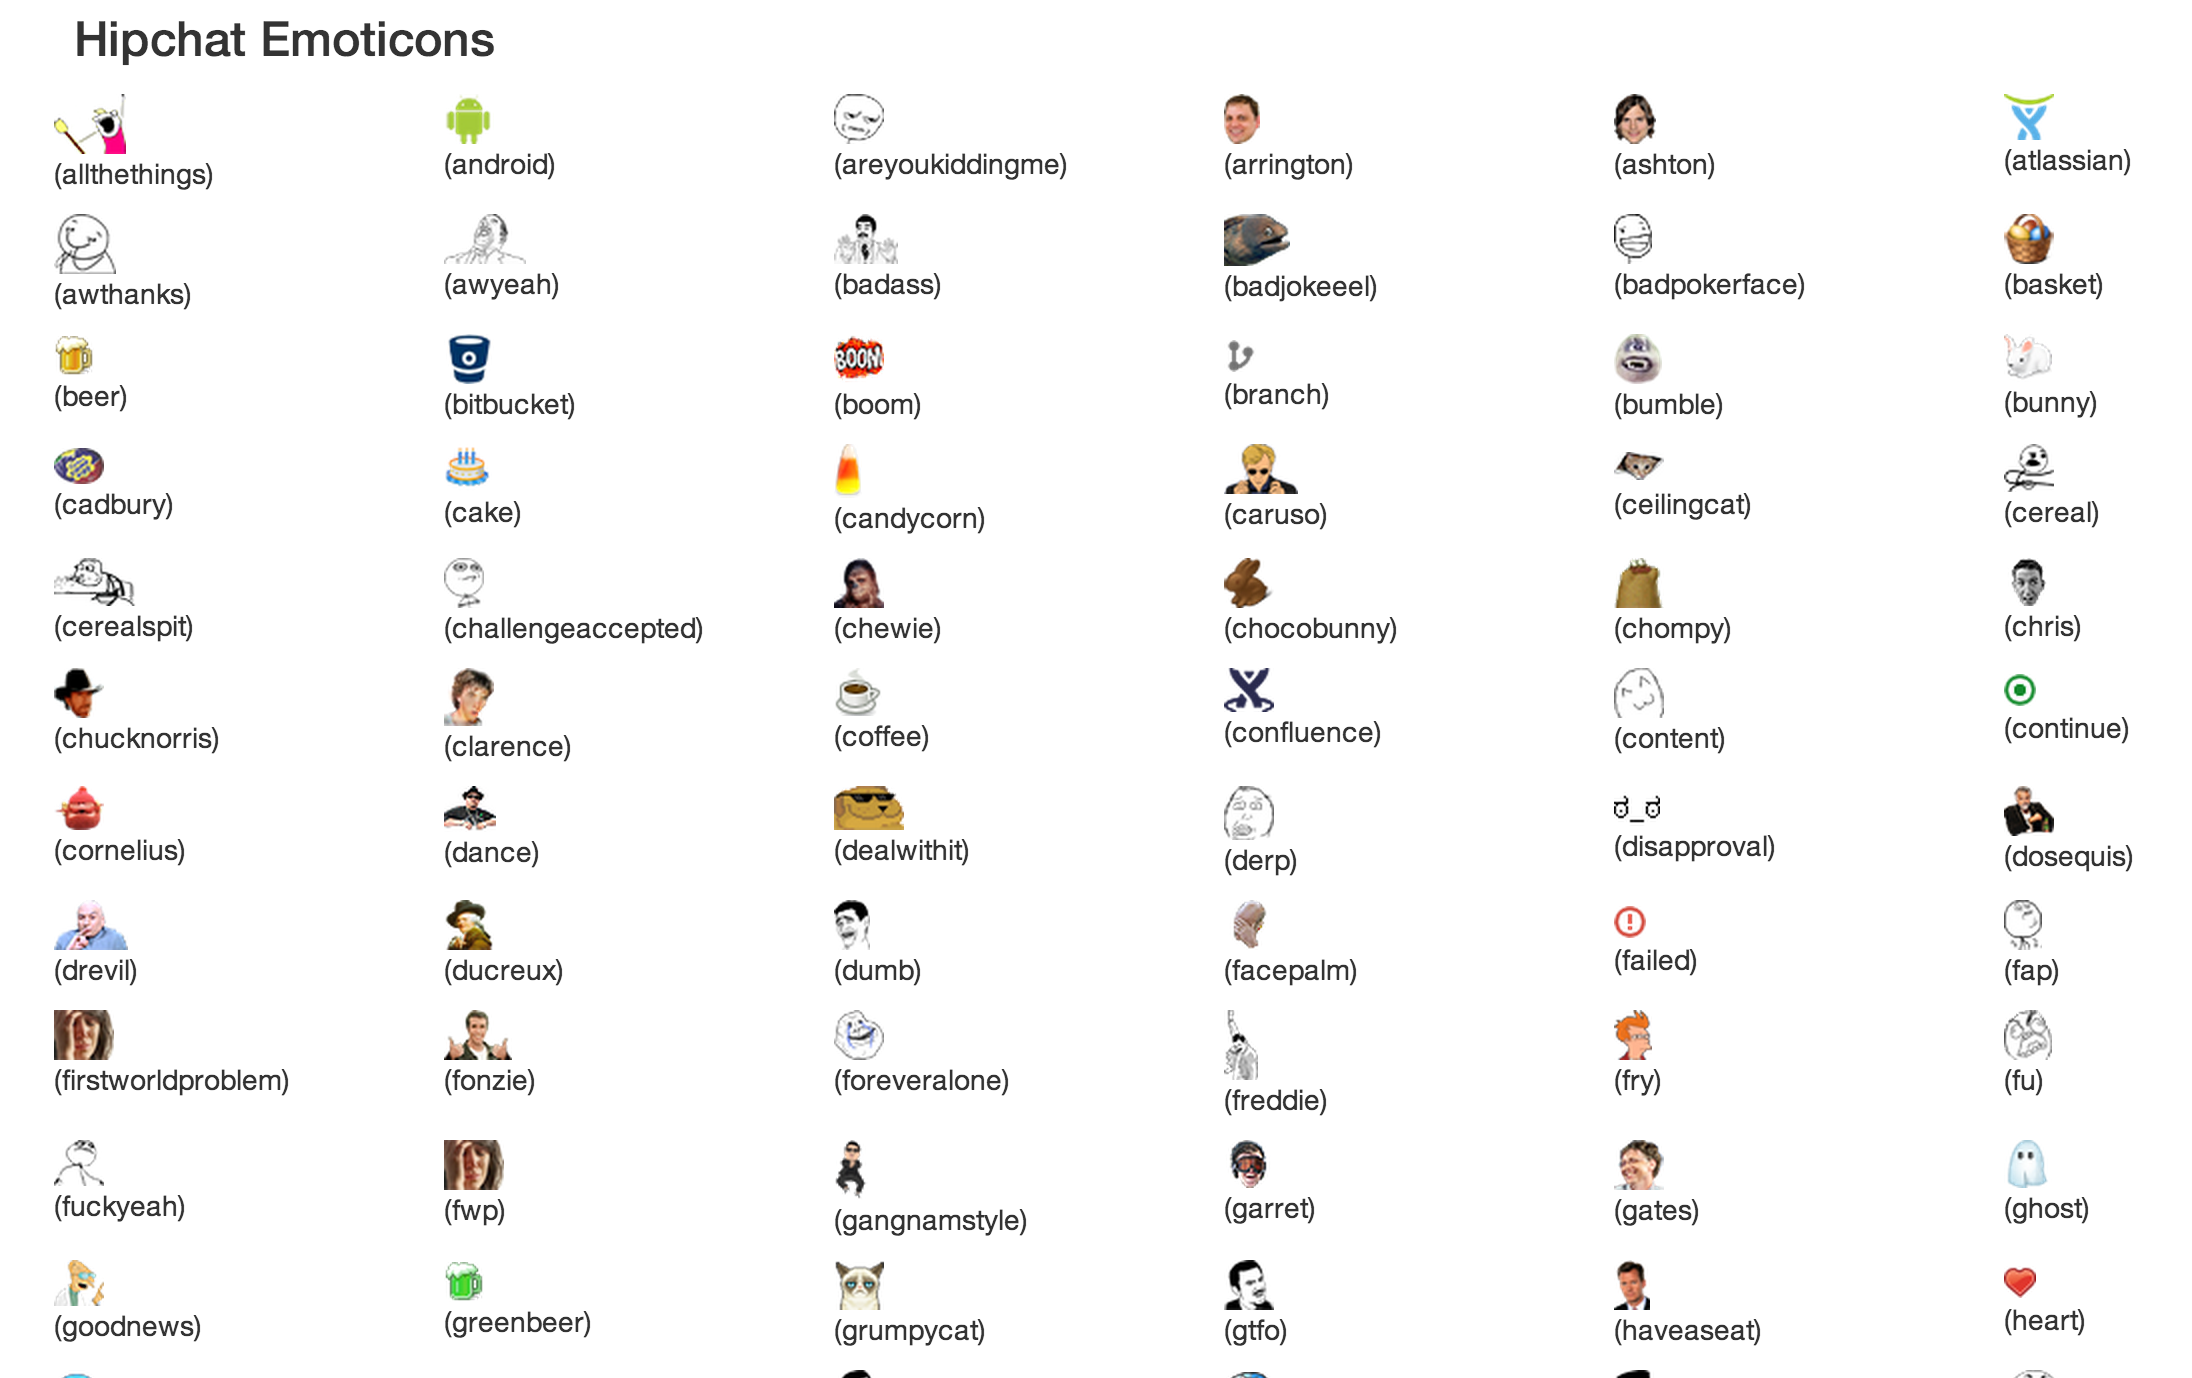 Hipchat Emoticons
(allthethings) (android) (areyoukiddingme) (arrington) (ashton) (atlassian)
(awthanks) (awyeah) (badass) (badjokeeel) (badpokerface) (basket)
BOOM
(beer) (bitbucket) (boom) (branch) (bumble) (bunny)
(cadbury) (cake) (candycorn) (caruso) (ceilingcat) (cereal)
(cerealspit) (challengeaccepted) (chewie) (chocobunny) (chompy) (chris)
(chucknorris) (clarence) (coffee) (confluence) (content) (continue)
ಠ_ಠ
(cornelius) (dance) (dealwithit) (derp) (disapproval) (dosequis)
(drevil) (ducreux) (dumb) (facepalm) (failed) (fap)
(firstworldproblem) (fonzie) (foreveralone) (freddie) (fry) (fu)
(fuckyeah) (fwp) (gangnamstyle) (garret) (gates) (ghost)
(goodnews) (greenbeer) (grumpycat) (gtfo) (haveaseat) (heart)